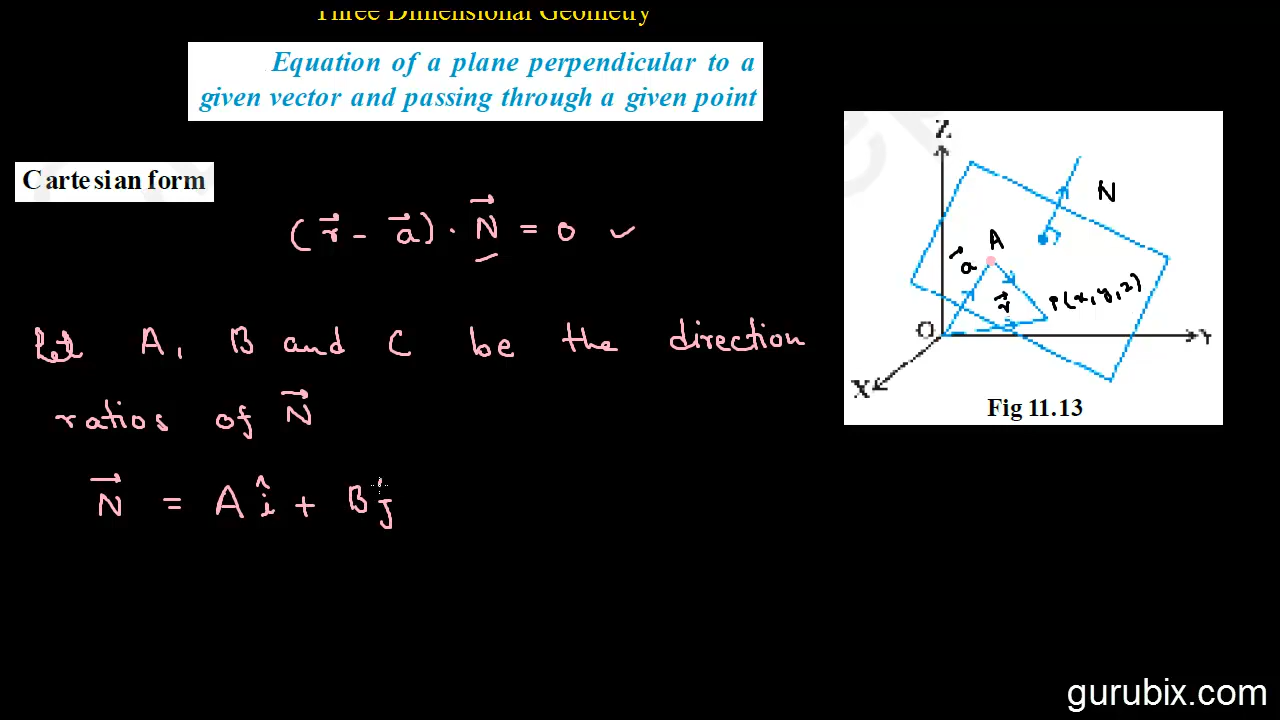 Three Dimensional Geometry
Equation of a plane perpendicular to a
given vector and passing through a given point
Cartesian form
(r⃗ − a⃗) · N⃗ = 0 ✓
Let A, B and C be the direction
ratios of N⃗
N⃗ = A î + B ĵ
Z
N
A
a⃗
r⃗
P(x, y, z)
O
Y
X
Fig 11.13
gurubix.com